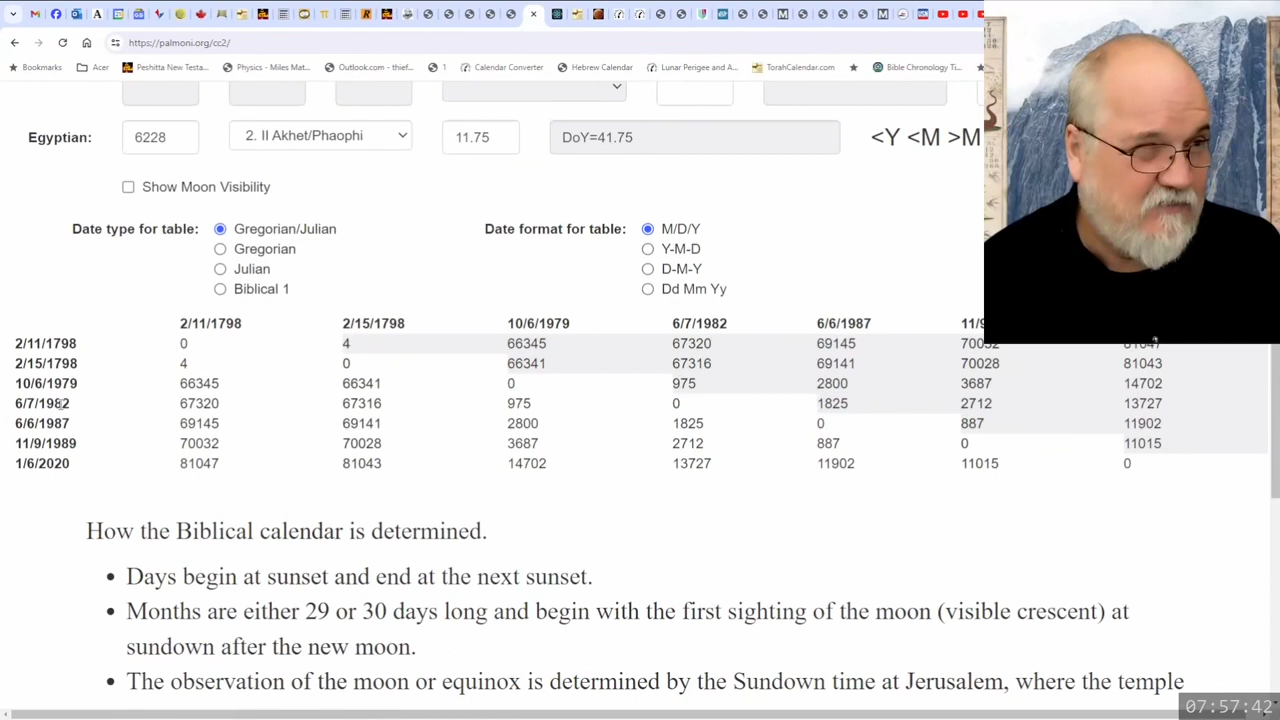 https://palmoni.org/cc2/
Bookmarks Acer Peshitta New Testa... Physics - Miles Mat... Outlook.com - thief... 1 Calendar Converter Hebrew Calendar Lunar Perigee and A... TorahCalendar.com Bible Chronology Ti...
Egyptian: 6228 2. II Akhet/Phaophi 11.75 DoY=41.75 <Y <M >M
Show Moon Visibility
Date type for table: Gregorian/Julian Date format for table: M/D/Y
Gregorian Y-M-D
Julian D-M-Y
Biblical 1 Dd Mm Yy
2/11/1798 2/15/1798 10/6/1979 6/7/1982 6/6/1987
2/11/1798 0 4 66345 67320 69145 70032 81047
2/15/1798 4 0 66341 67316 69141 70028 81043
10/6/1979 66345 66341 0 975 2800 3687 14702
6/7/1982 67320 67316 975 0 1825 2712 13727
6/6/1987 69145 69141 2800 1825 0 887 11902
11/9/1989 70032 70028 3687 2712 887 0 11015
1/6/2020 81047 81043 14702 13727 11902 11015 0
How the Biblical calendar is determined.
• Days begin at sunset and end at the next sunset.
• Months are either 29 or 30 days long and begin with the first sighting of the moon (visible crescent) at
sundown after the new moon.
• The observation of the moon or equinox is determined by the Sundown time at Jerusalem, where the temple
07:57:42